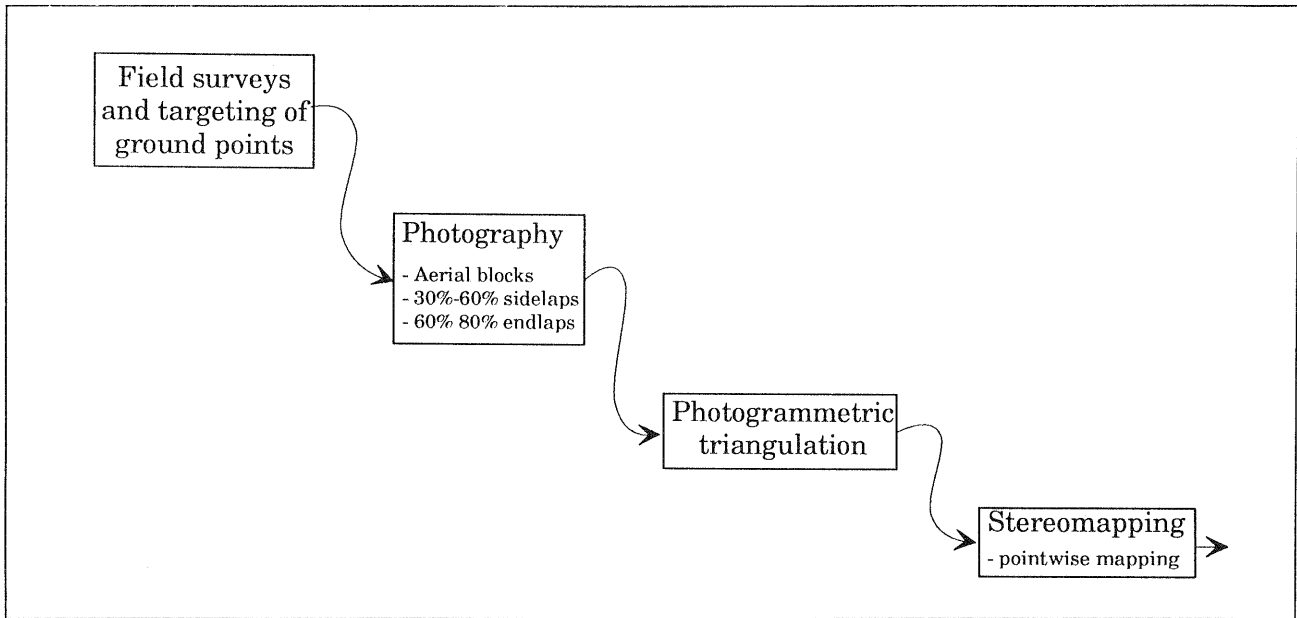 Field surveys
and targeting of
ground points
Photography
- Aerial blocks
- 30%-60% sidelaps
- 60% 80% endlaps
Photogrammetric
triangulation
Stereomapping
- pointwise mapping